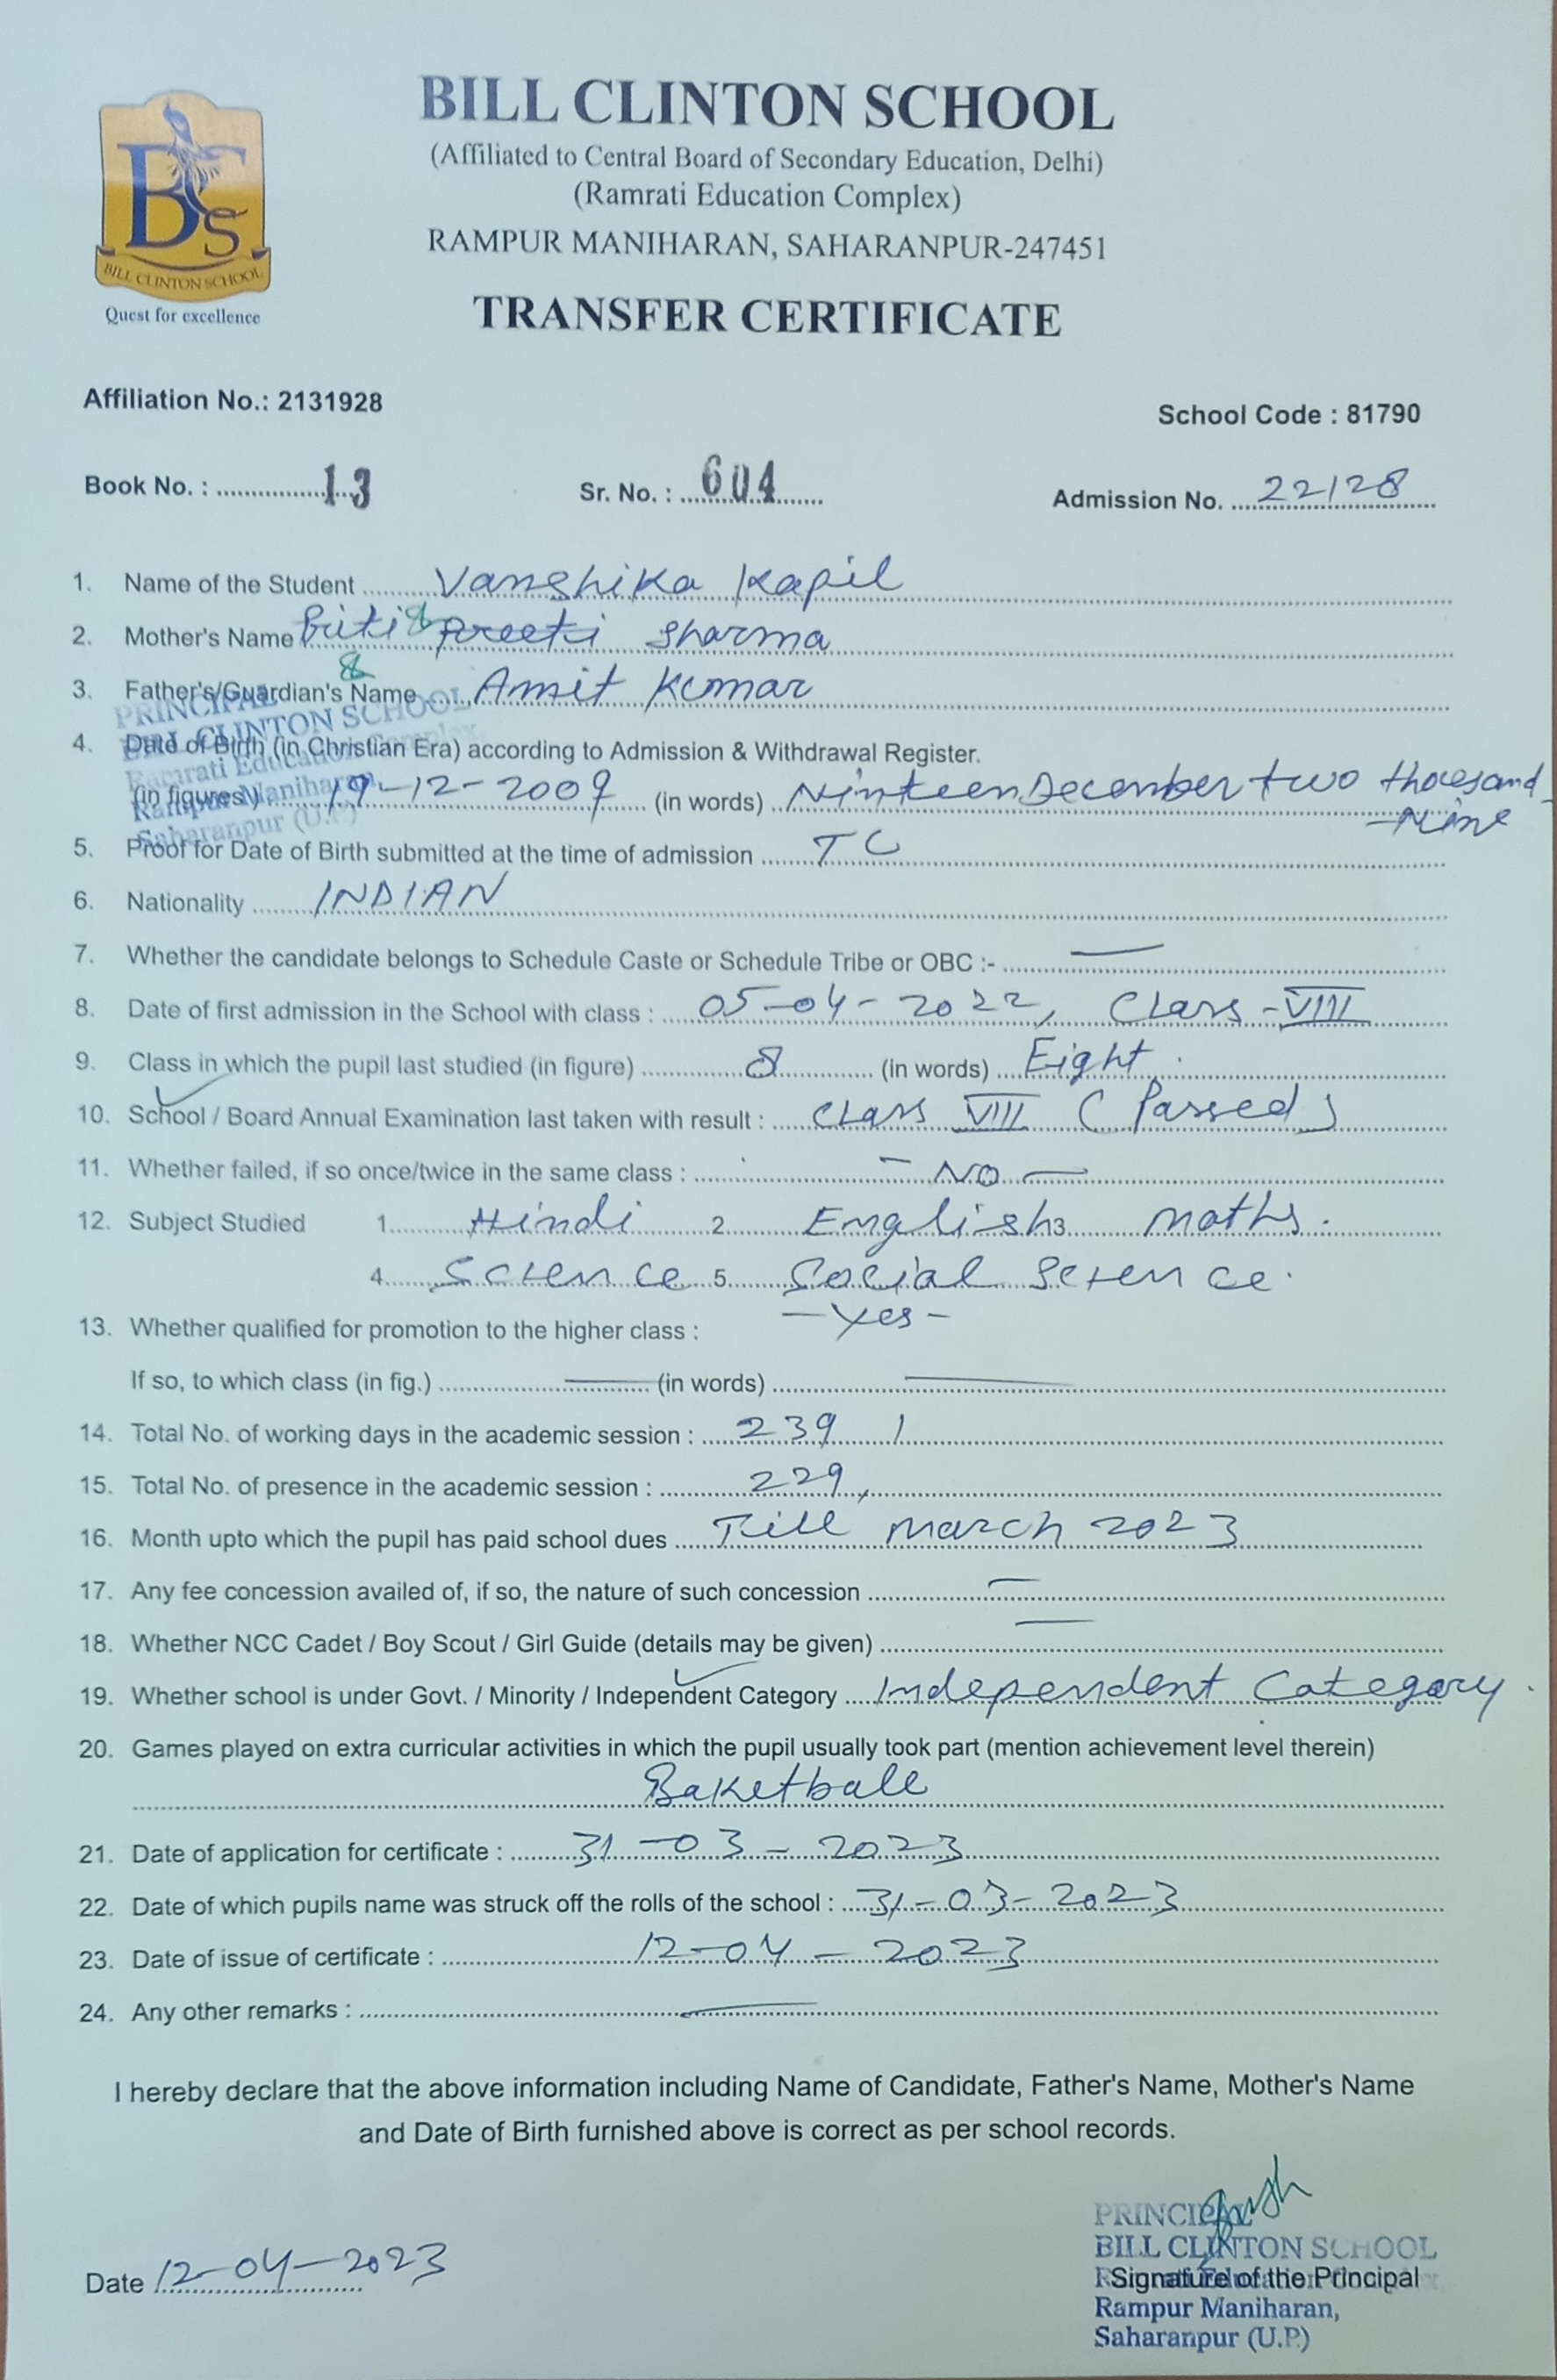 BILL CLINTON SCHOOL
(Affiliated to Central Board of Secondary Education, Delhi)
(Ramrati Education Complex)
RAMPUR MANIHARAN, SAHARANPUR-247451
TRANSFER CERTIFICATE
BCS
BILL CLINTON SCHOOL
Quest for excellence
Affiliation No.: 2131928 School Code : 81790
Book No. : 13 Sr. No. : 604 Admission No. 22/28
1. Name of the Student Vanshika Kapil
2. Mother's Name Priti Preeti Sharma
3. Father's/Guardian's Name Amit Kumar
PRINCIPAL
BILL CLINTON SCHOOL
Ramrati Education Complex,
Rampur Maniharan,
Saharanpur (U.P.)
4. Date of Birth (in Christian Era) according to Admission & Withdrawal Register.
(in figures) 19-12-2009 (in words) Ninteen December two thousand
- Nine
5. Proof for Date of Birth submitted at the time of admission TC
6. Nationality INDIAN
7. Whether the candidate belongs to Schedule Caste or Schedule Tribe or OBC :- —
8. Date of first admission in the School with class : 05-04-2022, Class-VIII
9. Class in which the pupil last studied (in figure) 8 (in words) Eight.
10. School / Board Annual Examination last taken with result : Class VIII (Passed)
11. Whether failed, if so once/twice in the same class : - No -
12. Subject Studied 1. Hindi 2. English 3. Maths.
4. Science 5. Social Science.
13. Whether qualified for promotion to the higher class : - Yes -
If so, to which class (in fig.) — (in words) —
14. Total No. of working days in the academic session : 239 /
15. Total No. of presence in the academic session : 229,
16. Month upto which the pupil has paid school dues Till March 2023
17. Any fee concession availed of, if so, the nature of such concession —
18. Whether NCC Cadet / Boy Scout / Girl Guide (details may be given) —
19. Whether school is under Govt. / Minority / Independent Category Independent Category.
20. Games played on extra curricular activities in which the pupil usually took part (mention achievement level therein)
Baketball
21. Date of application for certificate : 31-03-2023
22. Date of which pupils name was struck off the rolls of the school : 31-03-2023
23. Date of issue of certificate : 12-04-2023
24. Any other remarks : —
I hereby declare that the above information including Name of Candidate, Father's Name, Mother's Name
and Date of Birth furnished above is correct as per school records.
Date 12-04-2023
PRINCIPAL
BILL CLINTON SCHOOL
Signature of the Principal
Rampur Maniharan,
Saharanpur (U.P.)